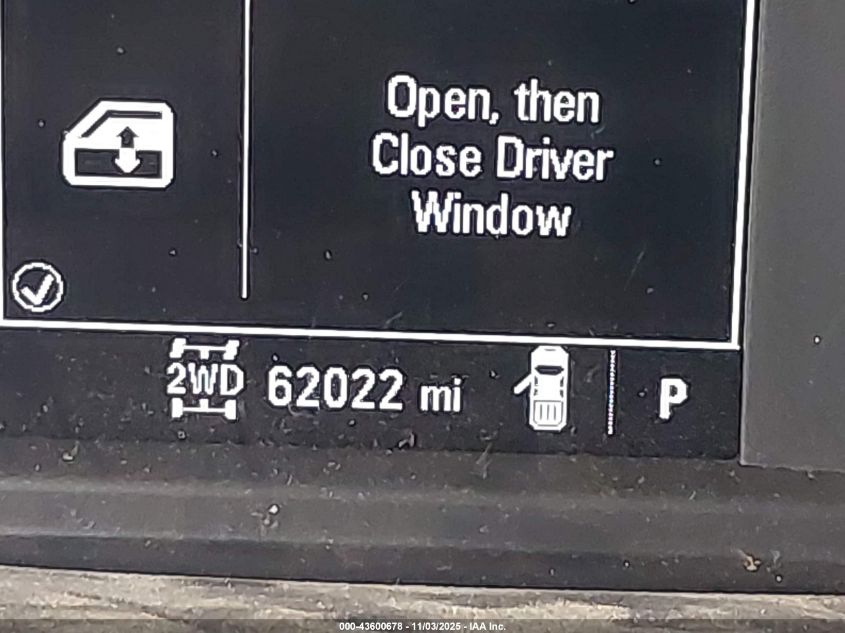 Open, then
Close Driver
Window
2WD 62022 mi P
000-43600678 - 11/03/2025 - IAA Inc.